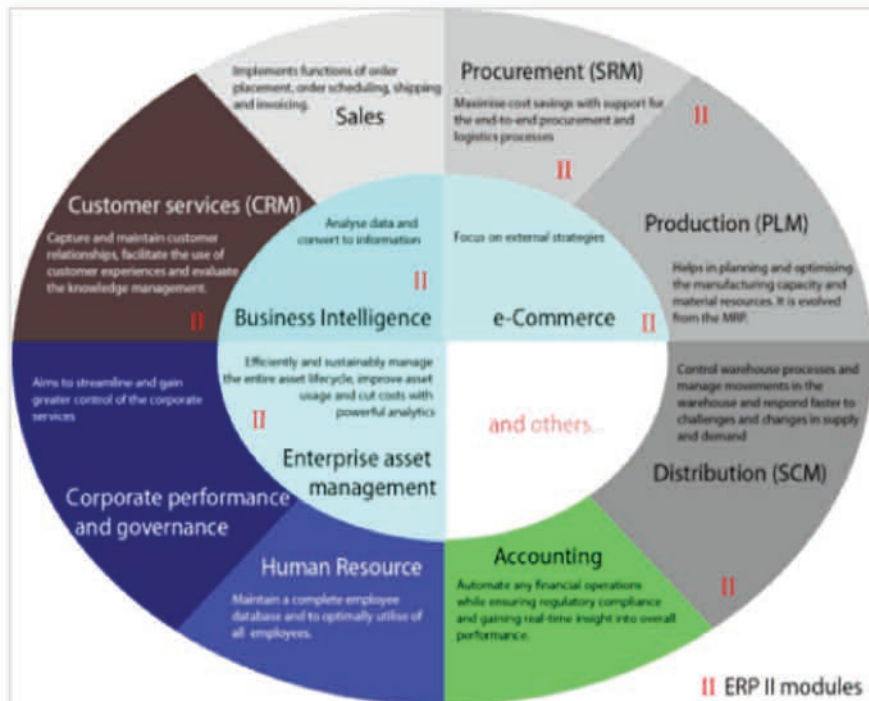 Implements functions of order
placement, order scheduling, shipping
and invoicing.
Sales
Procurement (SRM)
Maximise cost savings with support for
the end-to-end procurement and
logistics processes
II
II
Customer services (CRM)
Capture and maintain customer
relationships, facilitate the use of
customer experiences and evaluate
the knowledge management.
II
Analyse data and
convert to information
II
Business Intelligence
Focus on external strategies
e-Commerce
II
Production (PLM)
Helps in planning and optimising
the manufacturing capacity and
material resources. It is evolved
from the MRP.
Aims to streamline and gain
greater control of the corporate
services
Corporate performance
and governance
Efficiently and sustainably manage
the entire asset lifecycle, improve asset
usage and cut costs with
powerful analytics
II
Enterprise asset
management
and others...
Control warehouse processes and
manage movements in the
warehouse and respond faster to
challenges and changes in supply
and demand
Distribution (SCM)
II
Human Resource
Maintain a complete employee
database and to optimally utilise of
all employees.
Accounting
Automate any financial operations
while ensuring regulatory compliance
and gaining real-time insight into overall
performance.
II ERP II modules